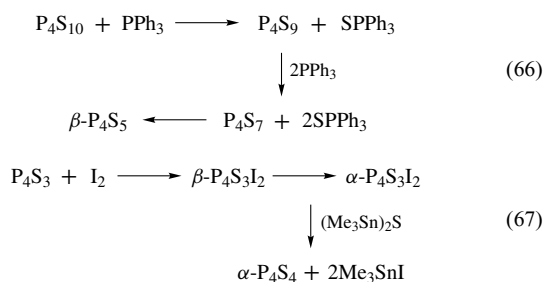 P₄S₁₀ + PPh₃ ⟶ P₄S₉ + SPPh₃
↓ 2PPh₃ (66)
β-P₄S₅ ⟵ P₄S₇ + 2SPPh₃
P₄S₃ + I₂ ⟶ β-P₄S₃I₂ ⟶ α-P₄S₃I₂
↓ (Me₃Sn)₂S (67)
α-P₄S₄ + 2Me₃SnI